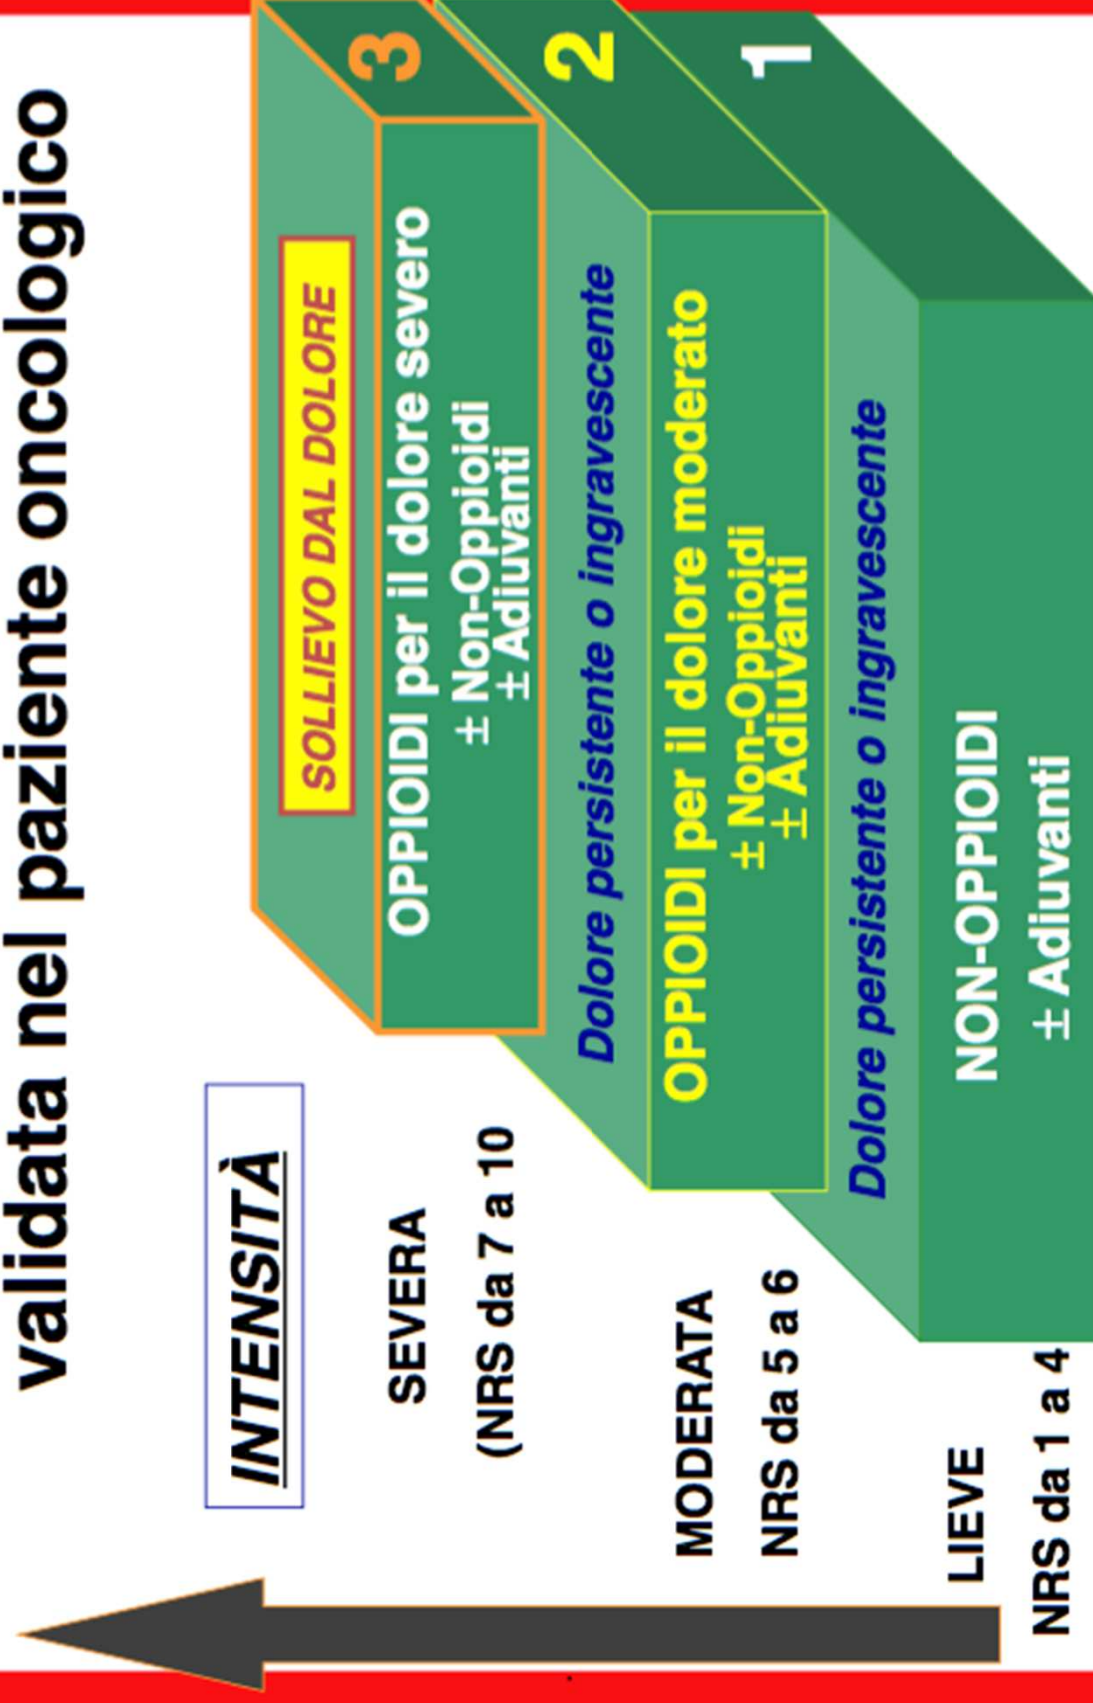 validata nel paziente oncologico
INTENSITÀ
SOLLIEVO DAL DOLORE
3
SEVERA
(NRS da 7 a 10
OPPIOIDI per il dolore severo
± Non-Oppioidi
± Adiuvanti
2
Dolore persistente o ingravescente
MODERATA
NRS da 5 a 6
OPPIOIDI per il dolore moderato
± Non-Oppioidi
± Adiuvanti
1
Dolore persistente o ingravescente
LIEVE
NRS da 1 a 4
NON-OPPIOIDI
± Adiuvanti